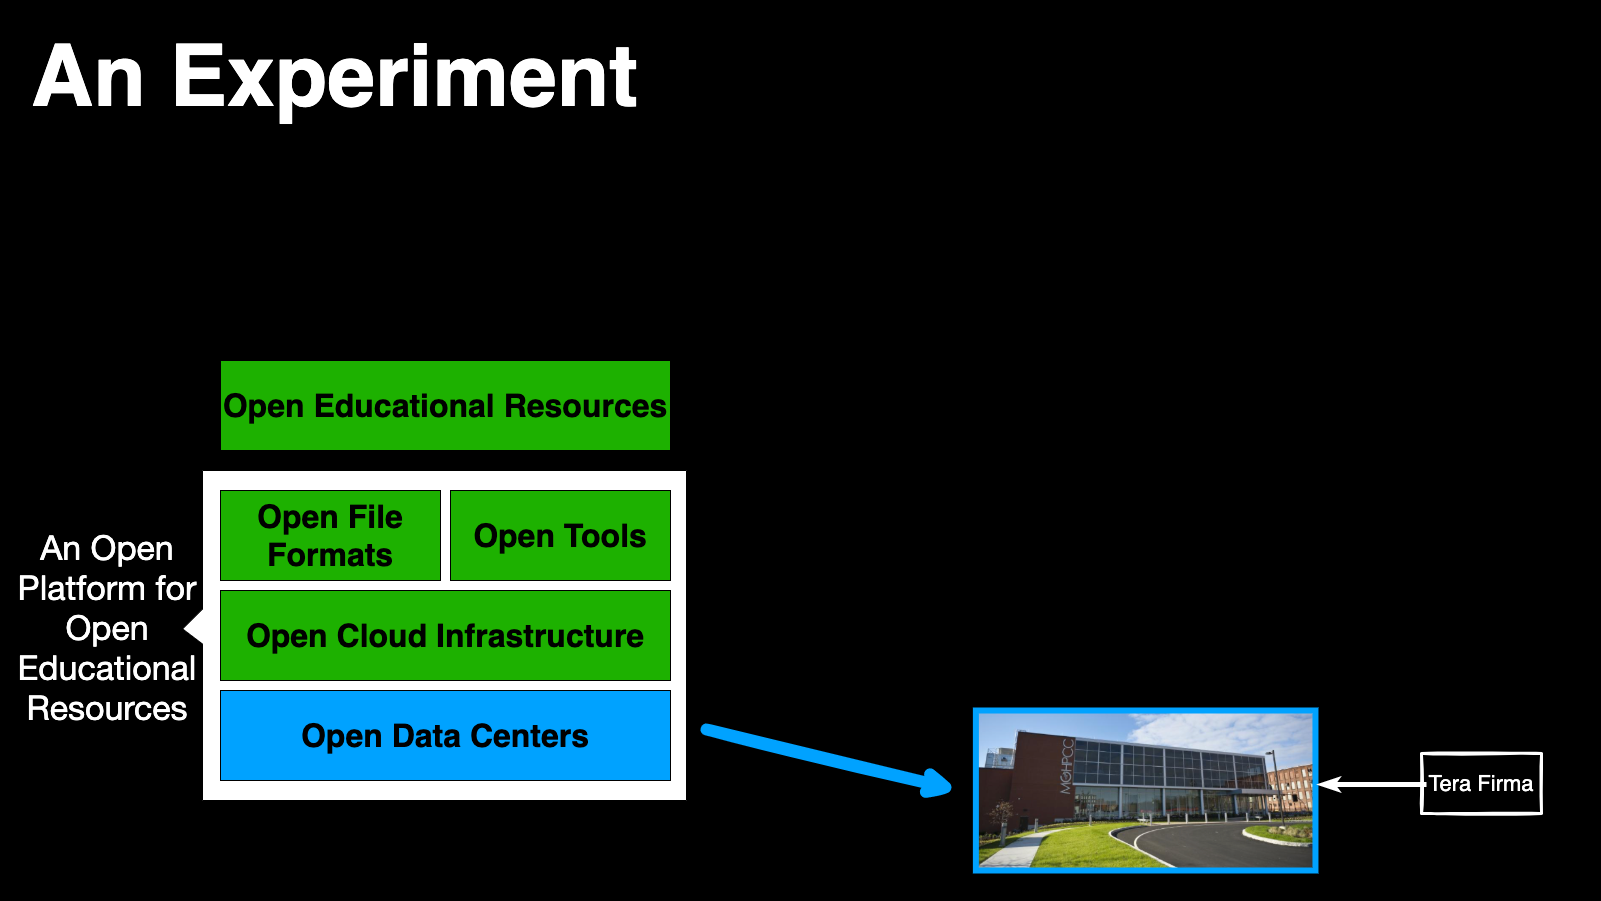 An Experiment
Open Educational Resources
Open File
Formats
Open Tools
An Open
Platform for
Open
Educational
Resources
Open Cloud Infrastructure
Open Data Centers
MGHPCC
Tera Firma